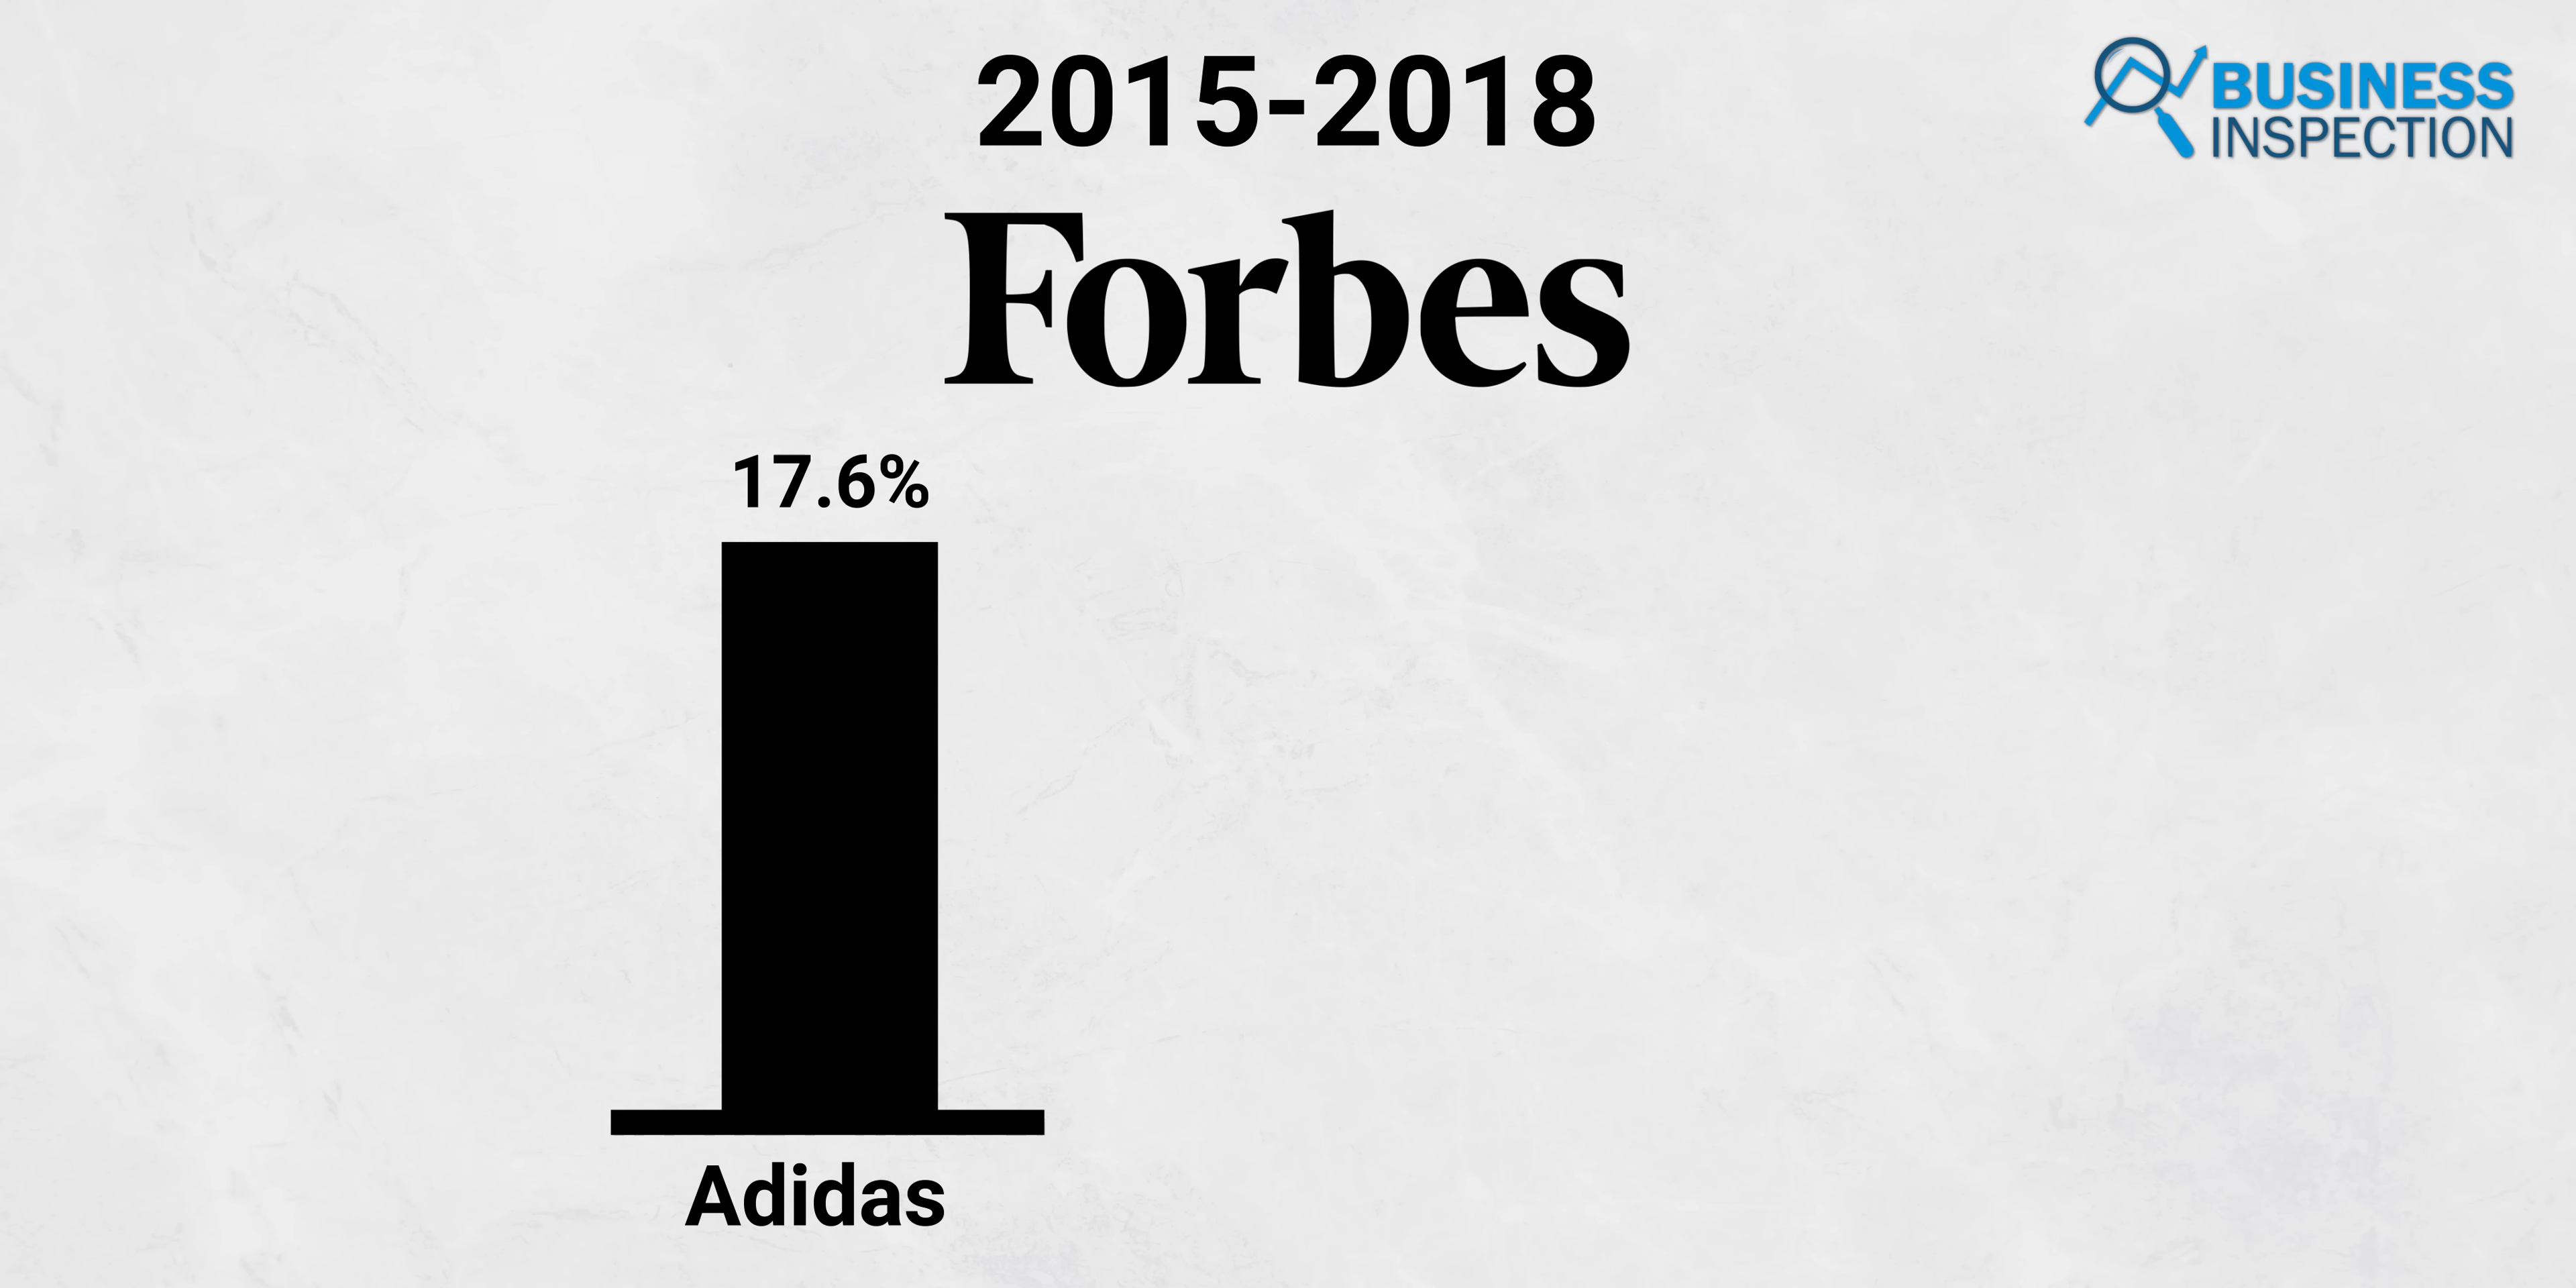 2015-2018
BUSINESS
INSPECTION
Forbes
17.6%
Adidas